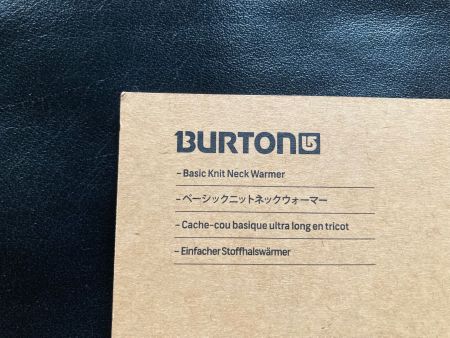 BURTON
- Basic Knit Neck Warmer
- ベーシックニットネックウォーマー
- Cache-cou basique ultra long en tricot
- Einfacher Stoffhalswärmer